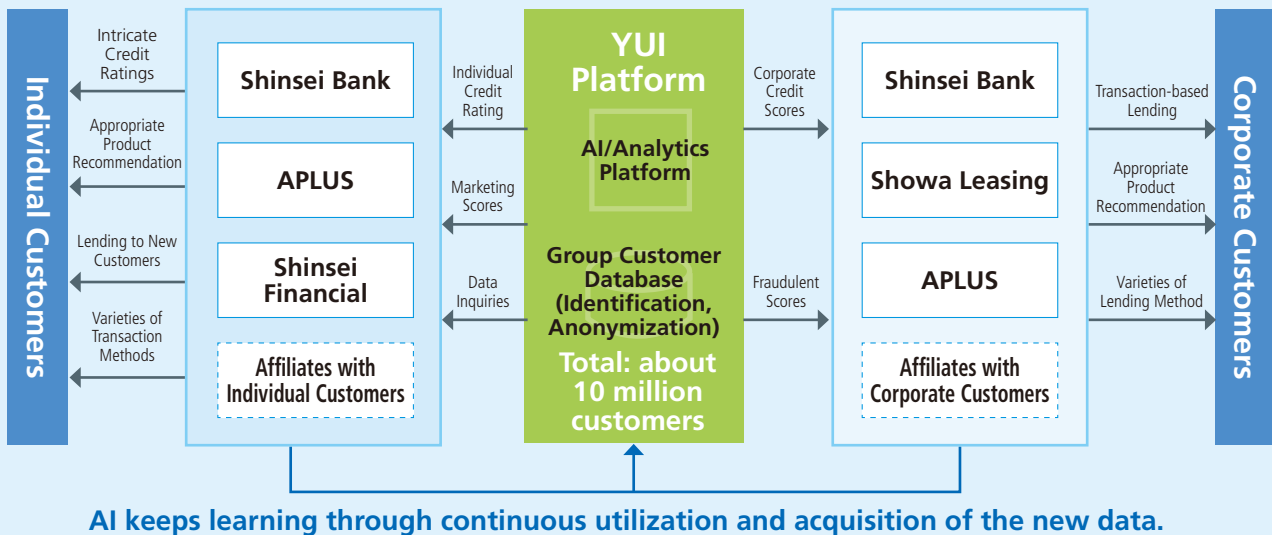 Individual Customers
Intricate
Credit
Ratings
Appropriate
Product
Recommendation
Lending to New
Customers
Varieties of
Transaction
Methods
Shinsei Bank
APLUS
Shinsei
Financial
Affiliates with
Individual Customers
Individual
Credit
Rating
Marketing
Scores
Data
Inquiries
YUI
Platform
AI/Analytics
Platform
Group Customer
Database
(Identification,
Anonymization)
Total: about
10 million
customers
Corporate
Credit
Scores
Fraudulent
Scores
Shinsei Bank
Showa Leasing
APLUS
Affiliates with
Corporate Customers
Transaction-based
Lending
Appropriate
Product
Recommendation
Varieties of
Lending Method
Corporate Customers
AI keeps learning through continuous utilization and acquisition of the new data.